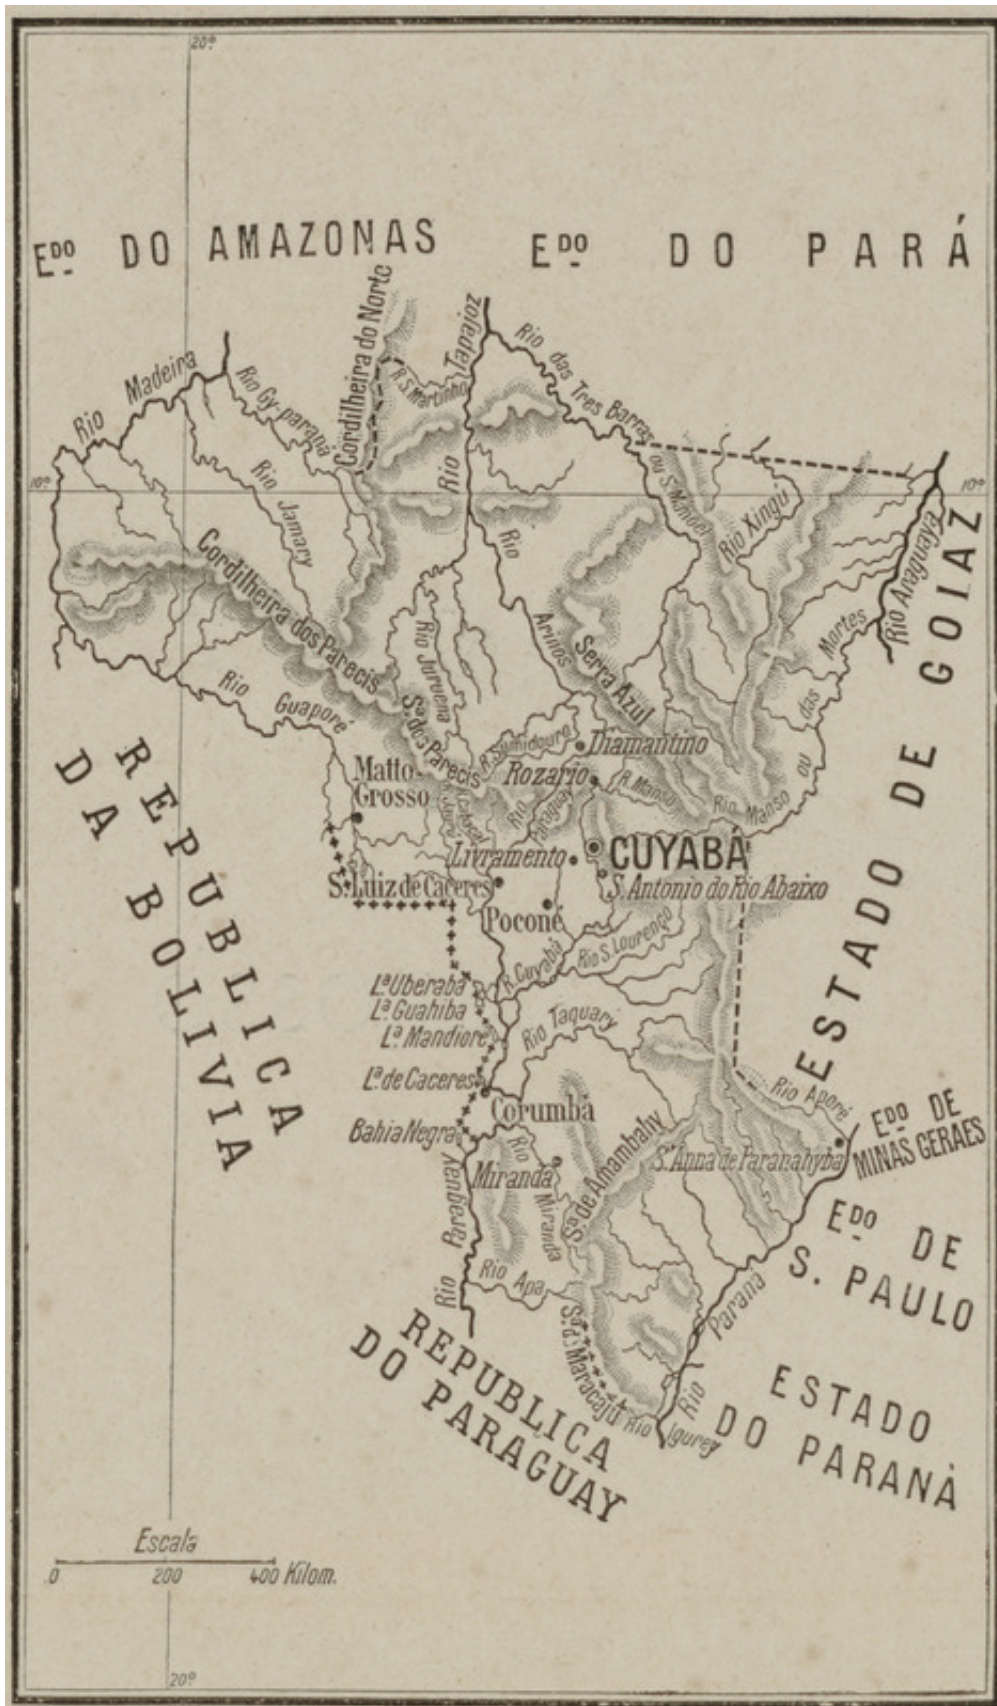 20°
EDO DO AMAZONAS
EDO DO PARÁ
Cordilheira do Norte
Tapajoz
Rio das Tres Barras
ou S. Manoel
R. S. Martinho
Rio Madeira
Rio Gy-paraná
Rio Jamary
Rio
10°
10°
Rio Xingú
Rio Araguaya
Cordilheira dos Parecis
Rio
Arinos
Rio Juruena
Serra Azul
Mortes
das
ou
Rio Manso
Rio Guaporé
Sa. dos Parecis
R. Sumidouro
Diamantino
Matto-
Grosso
Rozario
R. Manso
Rio Paraguay
CUYABÁ
Livramento
S. Luiz de Caceres
S. Antonio do Rio Abaixo
Poconé
R. Cuyabá
Rio S. Lourenço
La. Uberaba
La. Guahiba
La. Mandioré
Rio Taquary
La. de Caceres
Corumbá
Bahia Negra
Rio Aporé
Sta. Anna de Paranahyba
Miranda
Rio Miranda
Sa. de Amambahy
Rio Paraguay
Rio Apa
Sa. d. Maracajú
Rio Igurey
Rio Paraná
REPUBLICA
DA BOLIVIA
ESTADO DE GOIAZ
EDO DE
MINAS GERAES
EDO DE
S. PAULO
REPUBLICA
DO PARAGUAY
ESTADO
DO PARANÁ
Escala
0 200 400 Kilom.
20°